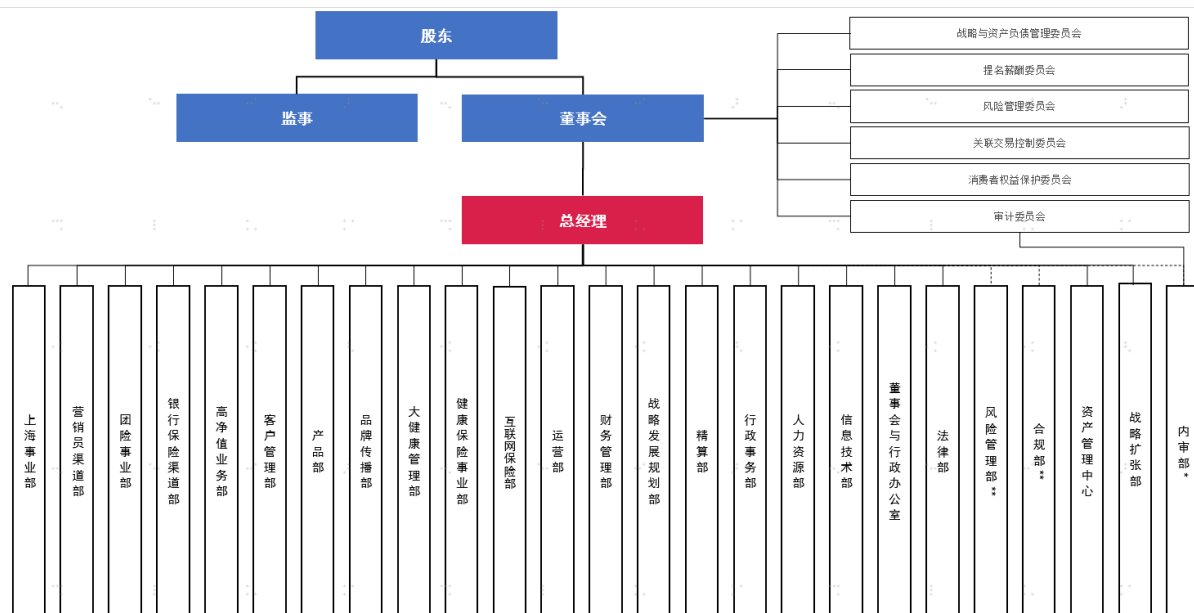 股东
监事
董事会
总经理
战略与资产负债管理委员会
提名薪酬委员会
风险管理委员会
关联交易控制委员会
消费者权益保护委员会
审计委员会
上海事业部
营销员渠道部
团险事业部
银行保险渠道部
高净值业务部
客户管理部
产品部
品牌传播部
大健康管理部
健康保险事业部
互联网保险部
运营部
财务管理部
战略发展规划部
精算部
行政事务部
人力资源部
信息技术部
董事会与行政办公室
法律部
风险管理部**
合规部**
资产管理中心
战略扩张部
内审部*